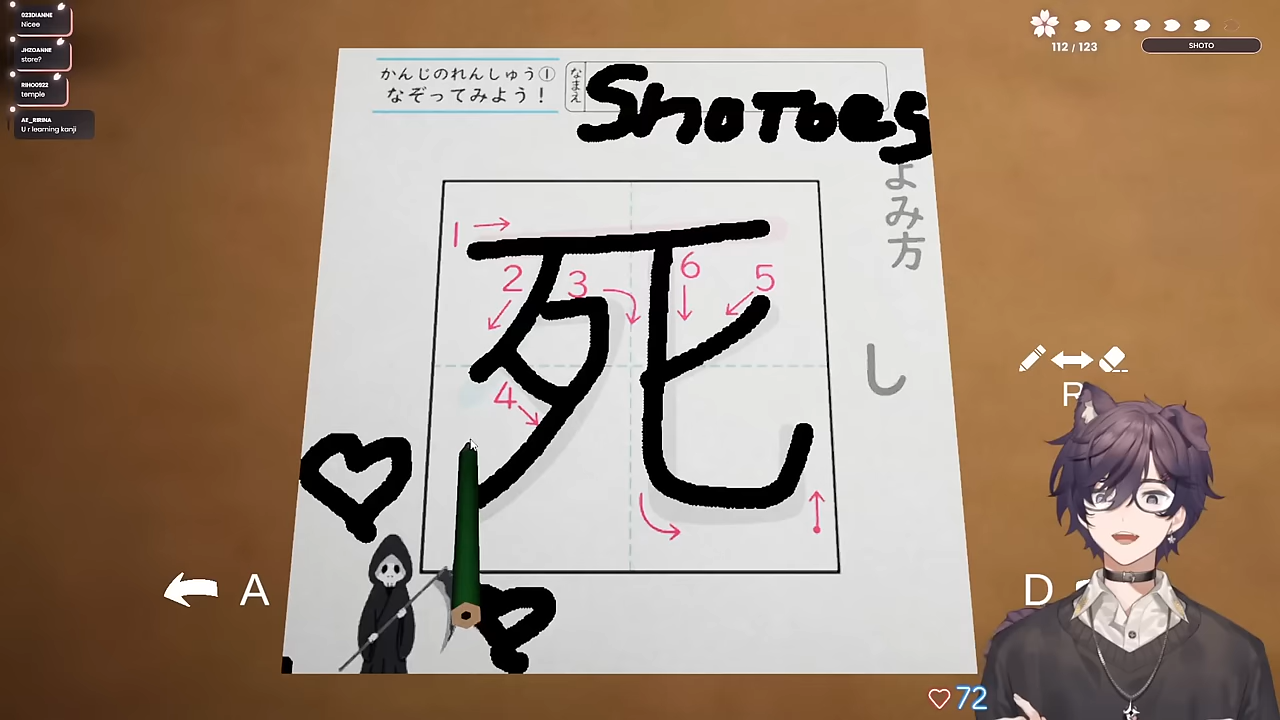 023DIANNE
Nicee
JHZOANNE
store?
RIHO0922
temple
AE_RIRINA
U r learning kanji
112 / 123
SHOTO
かんじのれんしゅう①
なぞってみよう！
なまえ
ShoToes
よみ方
し
死
1
2
3
4
5
6
R
A
D
72